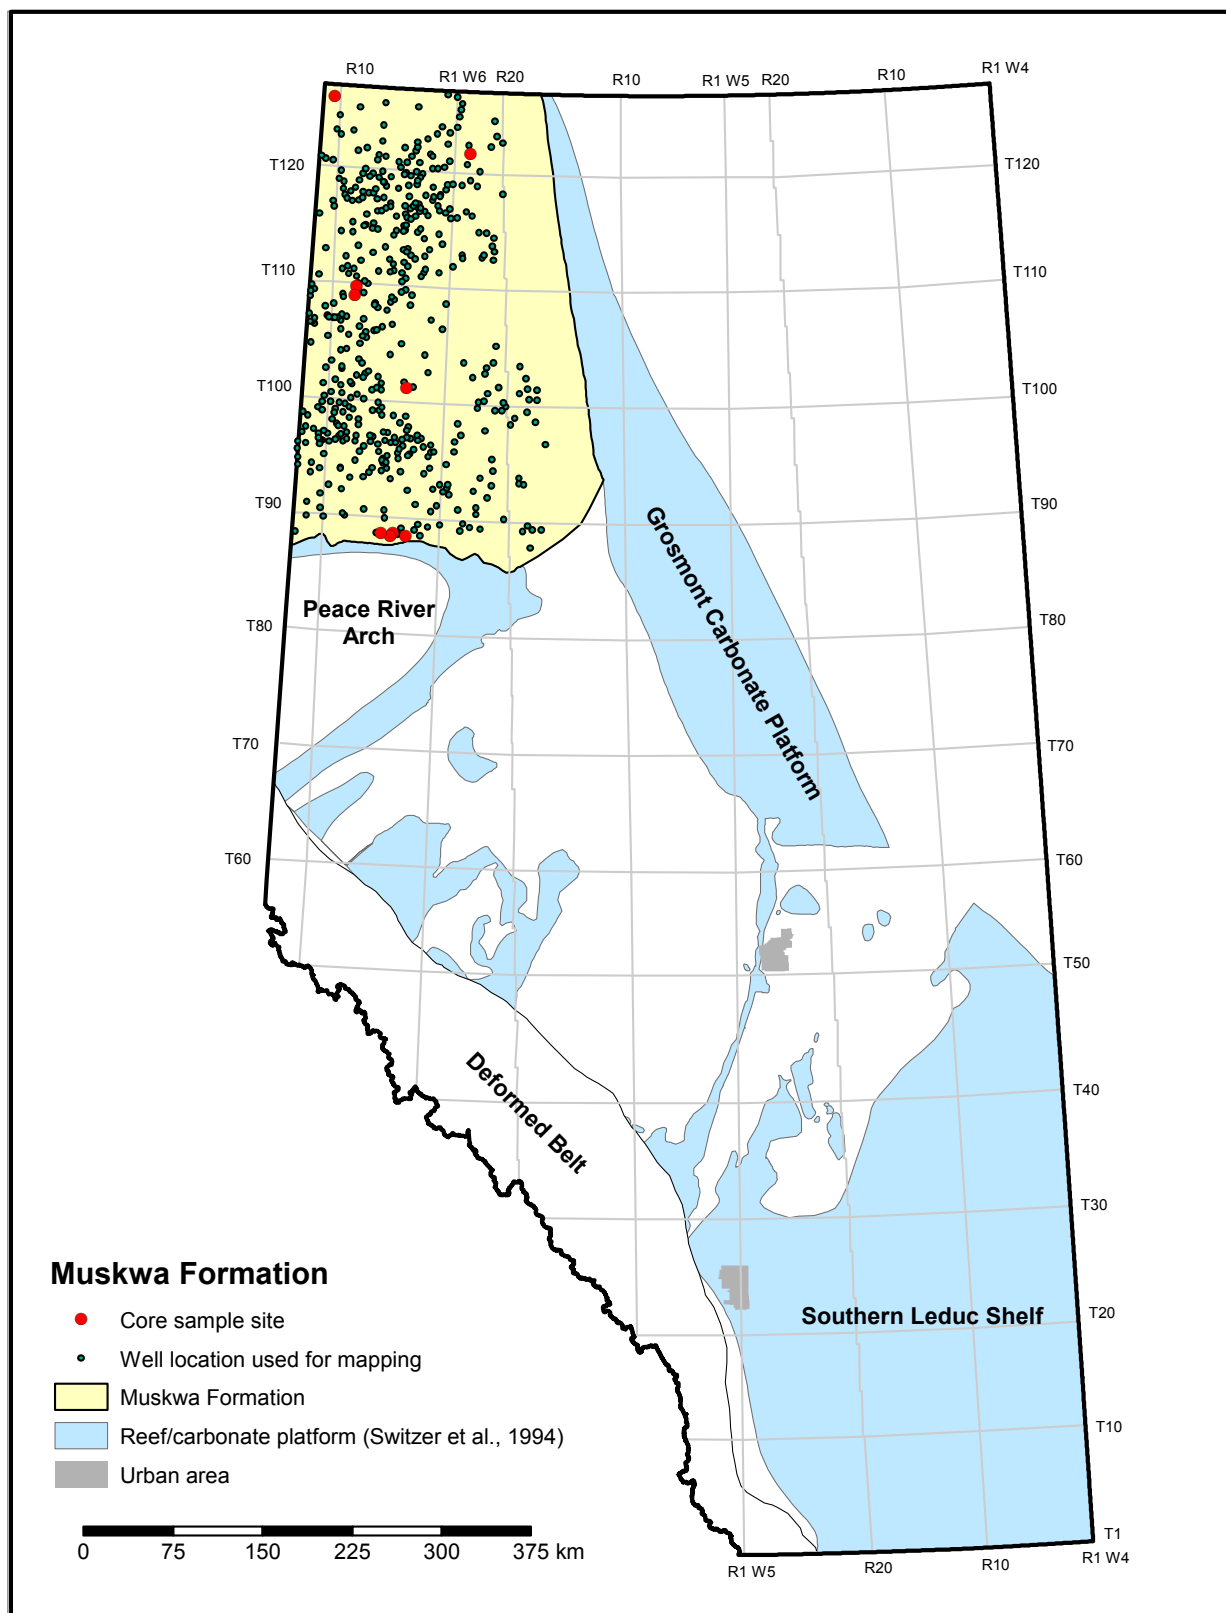 R10 R1 W6 R20 R10 R1 W5 R20 R10 R1 W4
T120 T120
T110 T110
T100 T100
T90 T90
Grosmont Carbonate Platform
Peace River
Arch
T80 T80
T70 T70
T60 T60
T50
Deformed Belt
T40
T30
Muskwa Formation
Core sample site
Southern Leduc Shelf
T20
Well location used for mapping
Muskwa Formation
Reef/carbonate platform (Switzer et al., 1994)
T10
Urban area
0 75 150 225 300 375 km
T1
R1 W5 R20 R10 R1 W4